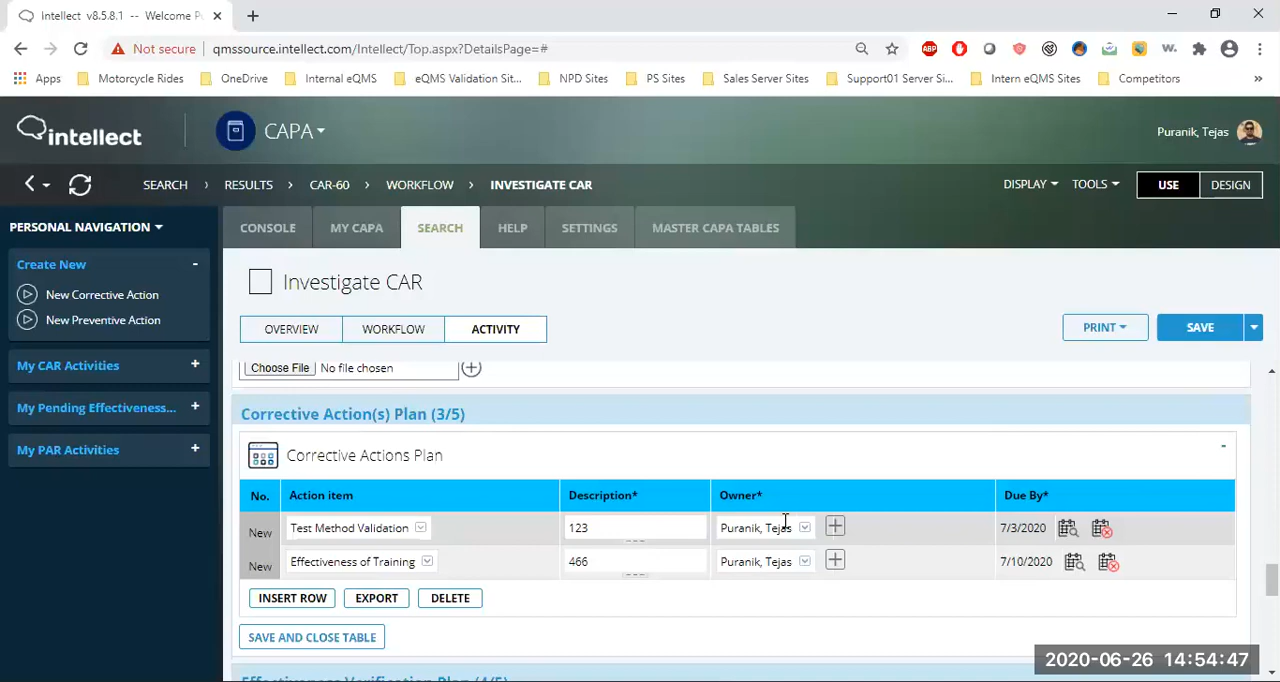 Intellect v8.5.8.1 -- Welcome P
Not secure qmssource.intellect.com/Intellect/Top.aspx?DetailsPage=#
ABP W.
Apps Motorcycle Rides OneDrive Internal eQMS eQMS Validation Sit... NPD Sites PS Sites Sales Server Sites Support01 Server Si... Intern eQMS Sites Competitors »
intellect CAPA Puranik, Tejas
SEARCH RESULTS CAR-60 WORKFLOW INVESTIGATE CAR DISPLAY TOOLS USE DESIGN
PERSONAL NAVIGATION
CONSOLE MY CAPA SEARCH HELP SETTINGS MASTER CAPA TABLES
Create New -
New Corrective Action
New Preventive Action
My CAR Activities +
My Pending Effectiveness... +
My PAR Activities +
Investigate CAR
OVERVIEW WORKFLOW ACTIVITY PRINT SAVE
Choose File No file chosen
Corrective Action(s) Plan (3/5)
Corrective Actions Plan -
No. Action item Description* Owner* Due By*
New Test Method Validation 123 Puranik, Tejas 7/3/2020
New Effectiveness of Training 466 Puranik, Tejas 7/10/2020
INSERT ROW EXPORT DELETE
SAVE AND CLOSE TABLE
Effectiveness Verification Plan (4/5)
2020-06-26 14:54:47